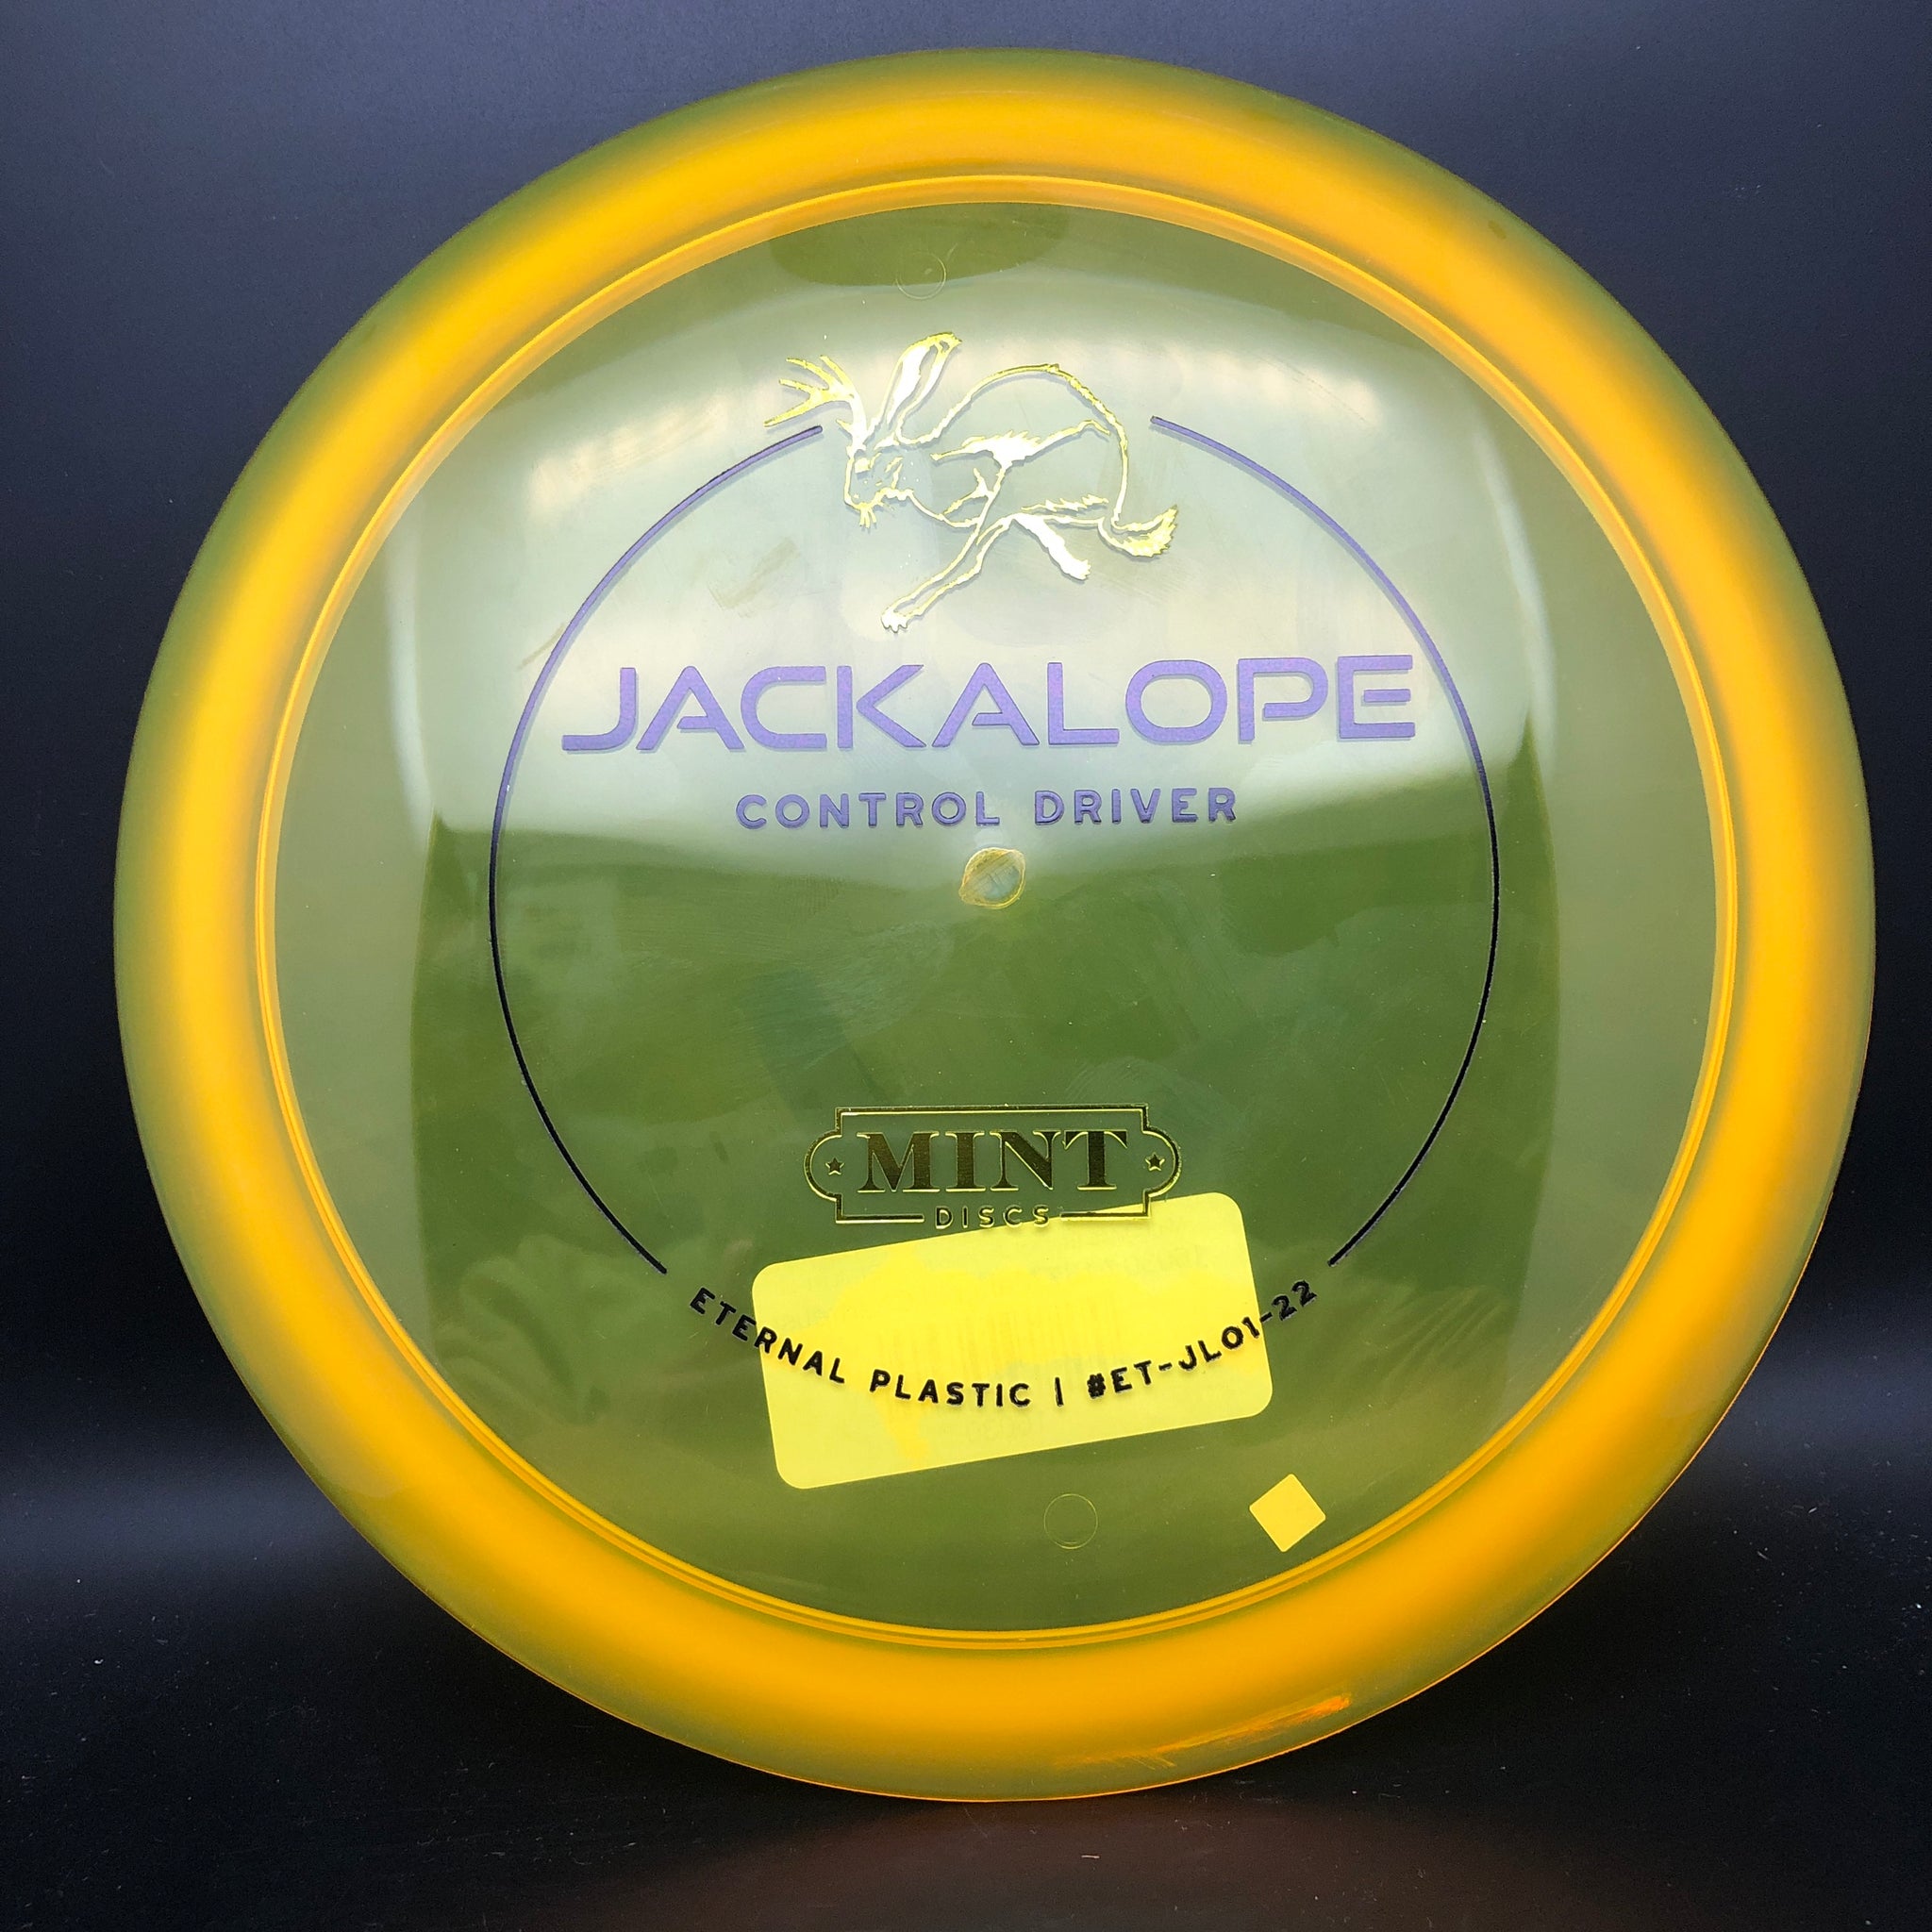 JACKALOPE
CONTROL DRIVER
MINT
DISCS
ETERNAL PLASTIC | #ET-JL01-22